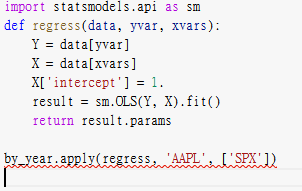 import statsmodels.api as sm
def regress(data, yvar, xvars):
    Y = data[yvar]
    X = data[xvars]
    X['intercept'] = 1.
    result = sm.OLS(Y, X).fit()
    return result.params
by_year.apply(regress, 'AAPL', ['SPX'])